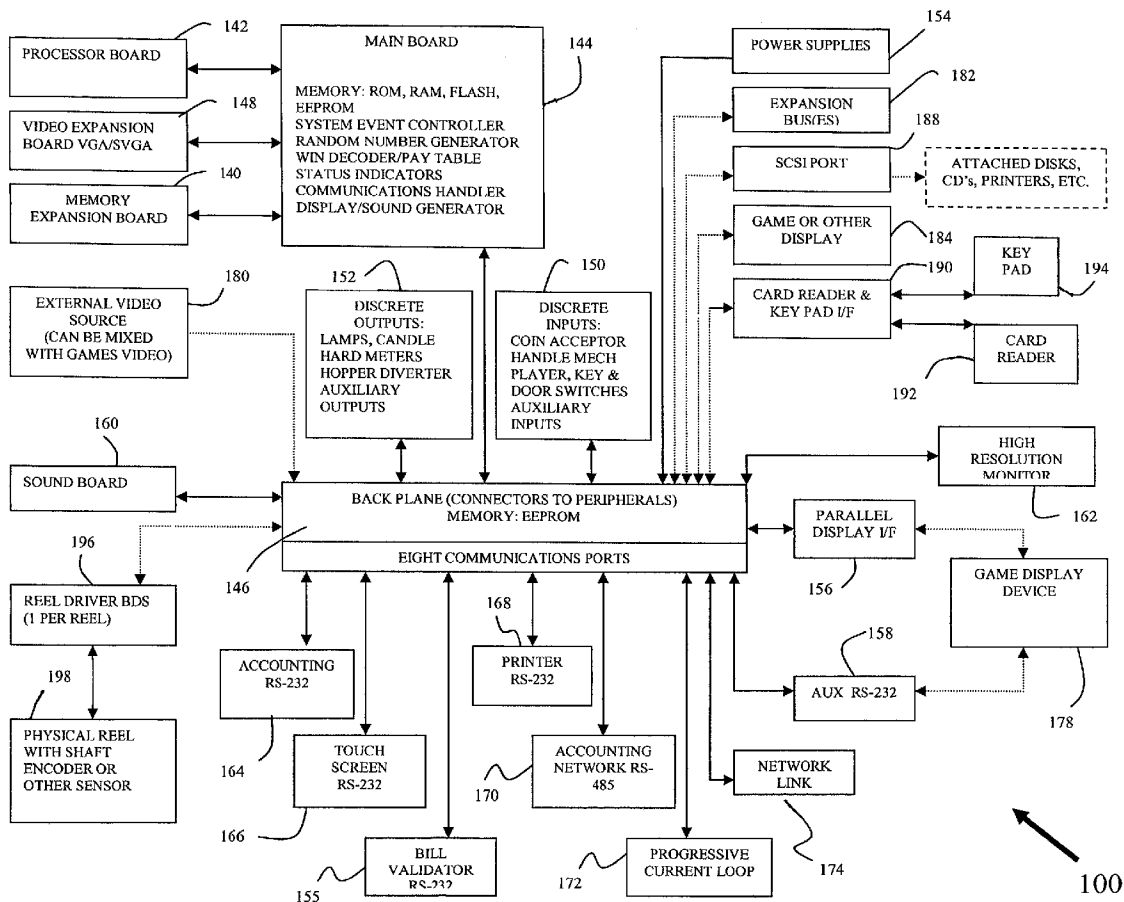 142
PROCESSOR BOARD
148
VIDEO EXPANSION
BOARD VGA/SVGA
140
MEMORY
EXPANSION BOARD
MAIN BOARD
144
MEMORY: ROM, RAM, FLASH,
EEPROM
SYSTEM EVENT CONTROLLER
RANDOM NUMBER GENERATOR
WIN DECODER/PAY TABLE
STATUS INDICATORS
COMMUNICATIONS HANDLER
DISPLAY/SOUND GENERATOR
POWER SUPPLIES
154
EXPANSION
BUS(ES)
182
SCSI PORT
188
ATTACHED DISKS,
CD's, PRINTERS, ETC.
GAME OR OTHER
DISPLAY
184
CARD READER &
KEY PAD I/F
190
KEY
PAD
194
CARD
READER
192
180
EXTERNAL VIDEO
SOURCE
(CAN BE MIXED
WITH GAMES VIDEO)
152
DISCRETE
OUTPUTS:
LAMPS, CANDLE
HARD METERS
HOPPER DIVERTER
AUXILIARY
OUTPUTS
150
DISCRETE
INPUTS:
COIN ACCEPTOR
HANDLE MECH
PLAYER, KEY &
DOOR SWITCHES
AUXILIARY
INPUTS
160
SOUND BOARD
HIGH
RESOLUTION
MONITOR
162
BACK PLANE (CONNECTORS TO PERIPHERALS)
MEMORY: EEPROM
EIGHT COMMUNICATIONS PORTS
146
PARALLEL
DISPLAY I/F
156
GAME DISPLAY
DEVICE
178
196
REEL DRIVER BDS
(1 PER REEL)
198
PHYSICAL REEL
WITH SHAFT
ENCODER OR
OTHER SENSOR
ACCOUNTING
RS-232
164
168
PRINTER
RS-232
158
AUX RS-232
TOUCH
SCREEN
RS-232
166
170
ACCOUNTING
NETWORK RS-
485
NETWORK
LINK
174
BILL
VALIDATOR
RS-232
155
172
PROGRESSIVE
CURRENT LOOP
100